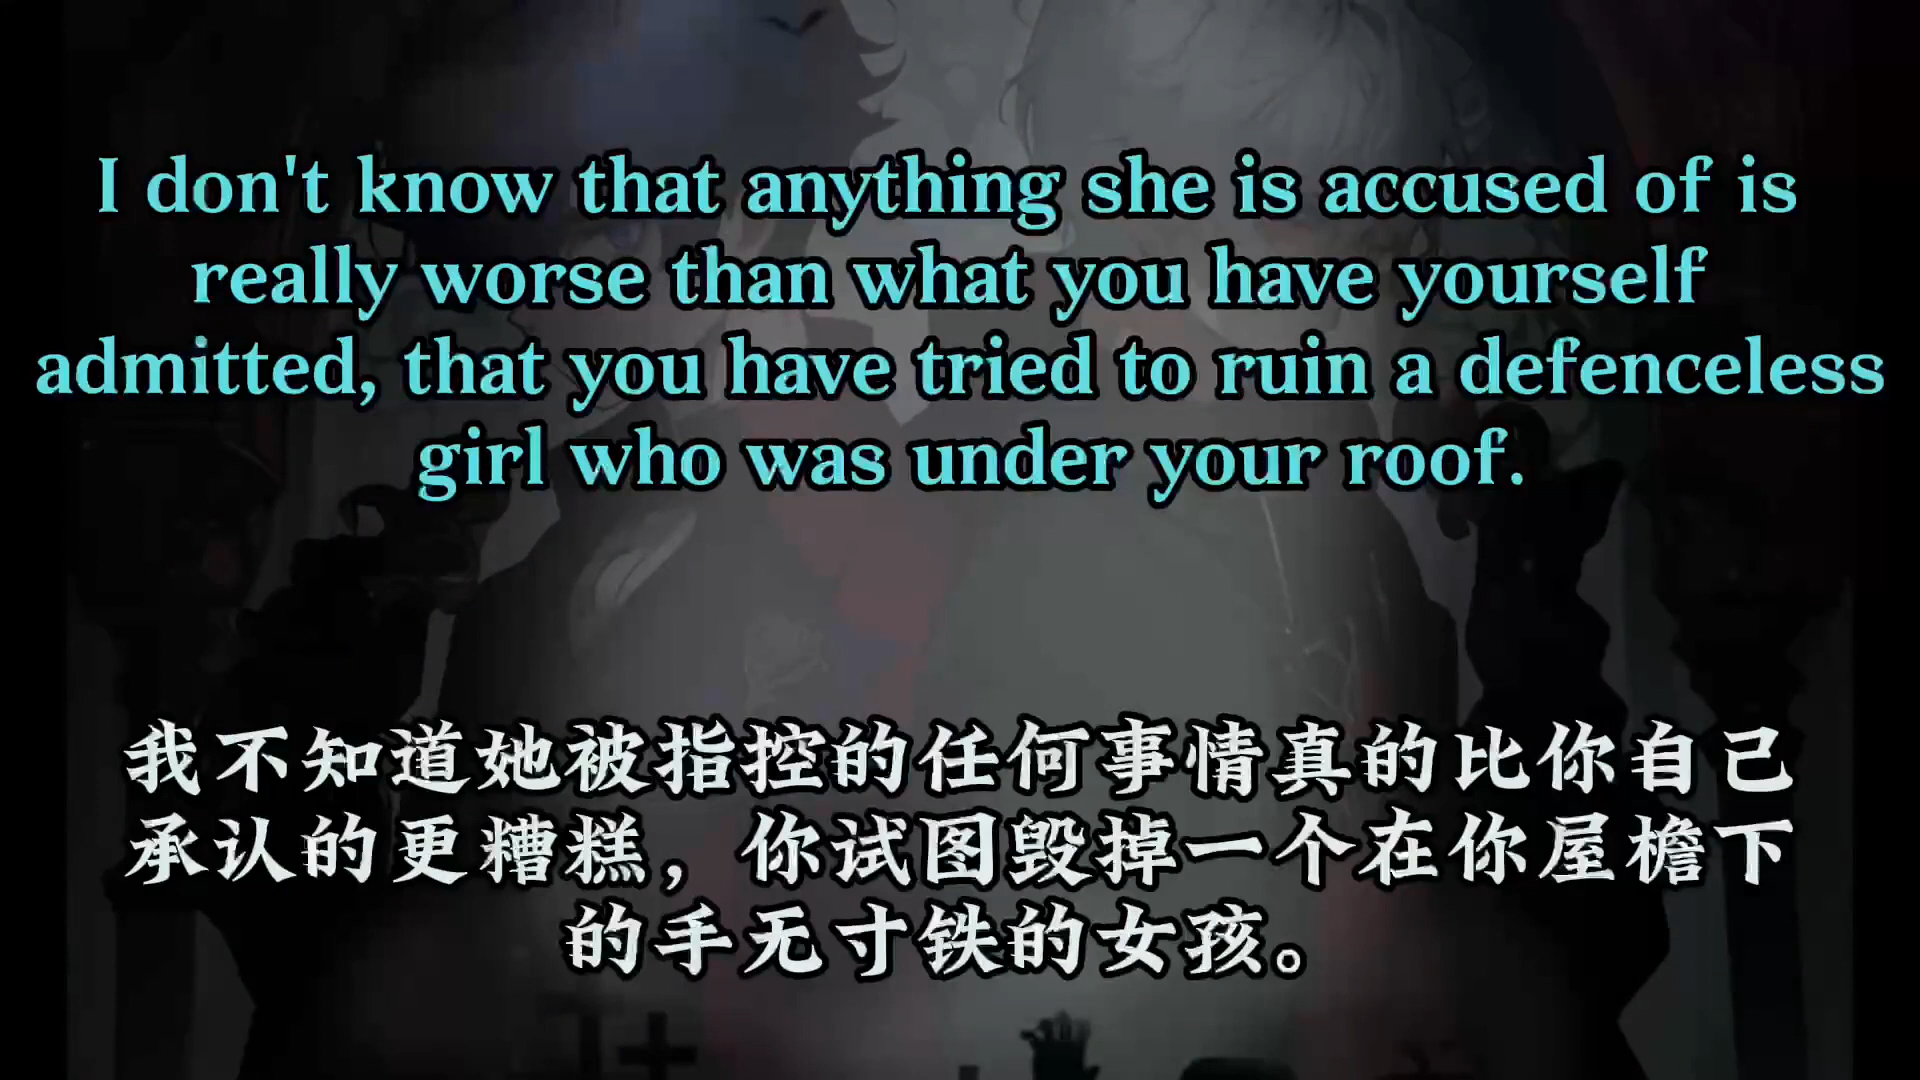 I don't know that anything she is accused of is
really worse than what you have yourself
admitted, that you have tried to ruin a defenceless
girl who was under your roof.
我不知道她被指控的任何事情真的比你自己
承认的更糟糕，你试图毁掉一个在你屋檐下
的手无寸铁的女孩。